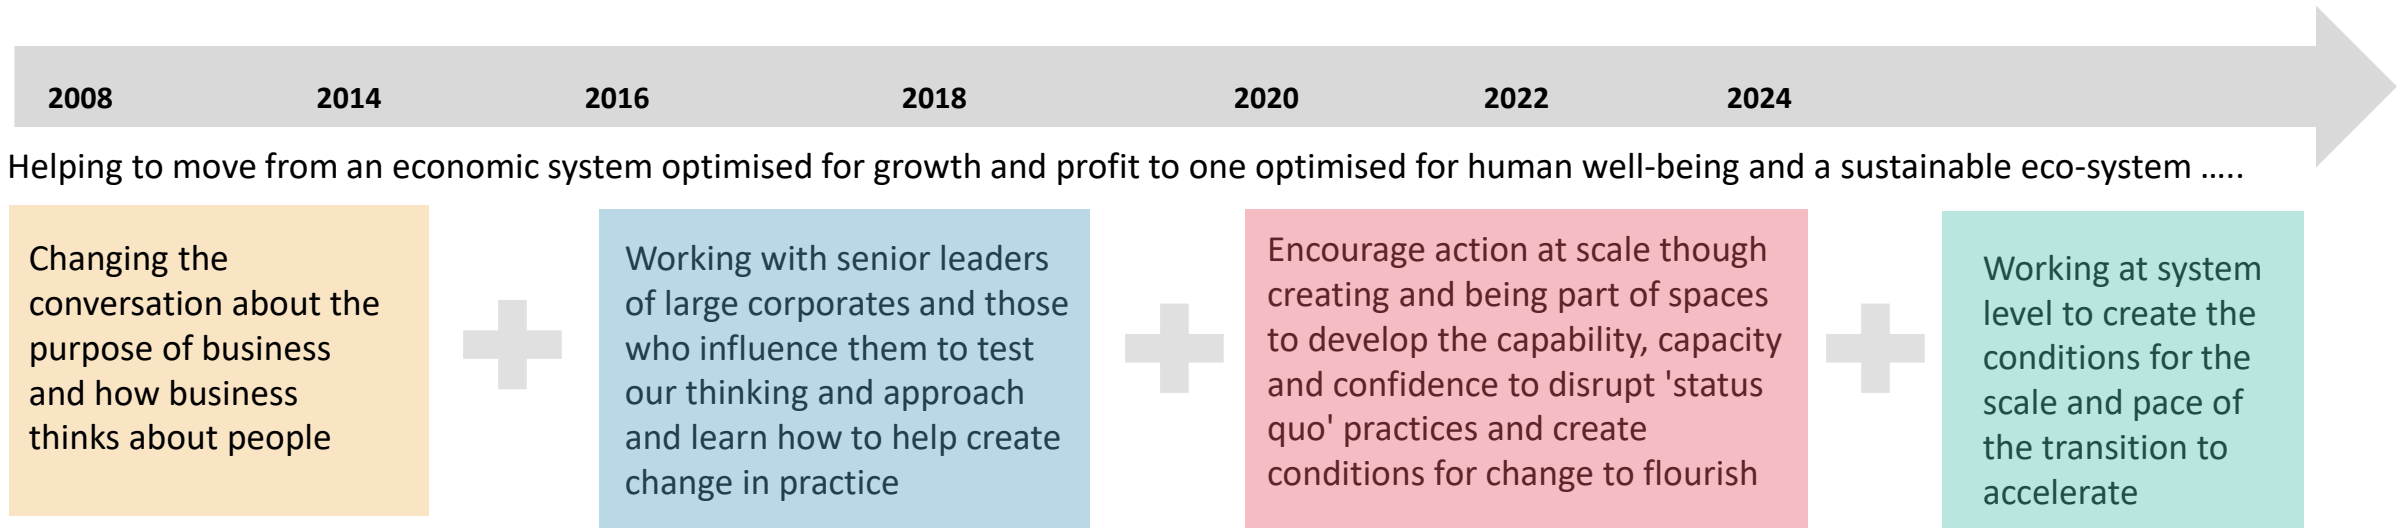 2008 2014 2016 2018 2020 2022 2024
Helping to move from an economic system optimised for growth and profit to one optimised for human well-being and a sustainable eco-system .....
Changing the
conversation about the
purpose of business
and how business
thinks about people
Working with senior leaders
of large corporates and those
who influence them to test
our thinking and approach
and learn how to help create
change in practice
Encourage action at scale though
creating and being part of spaces
to develop the capability, capacity
and confidence to disrupt 'status
quo' practices and create
conditions for change to flourish
Working at system
level to create the
conditions for the
scale and pace of
the transition to
accelerate